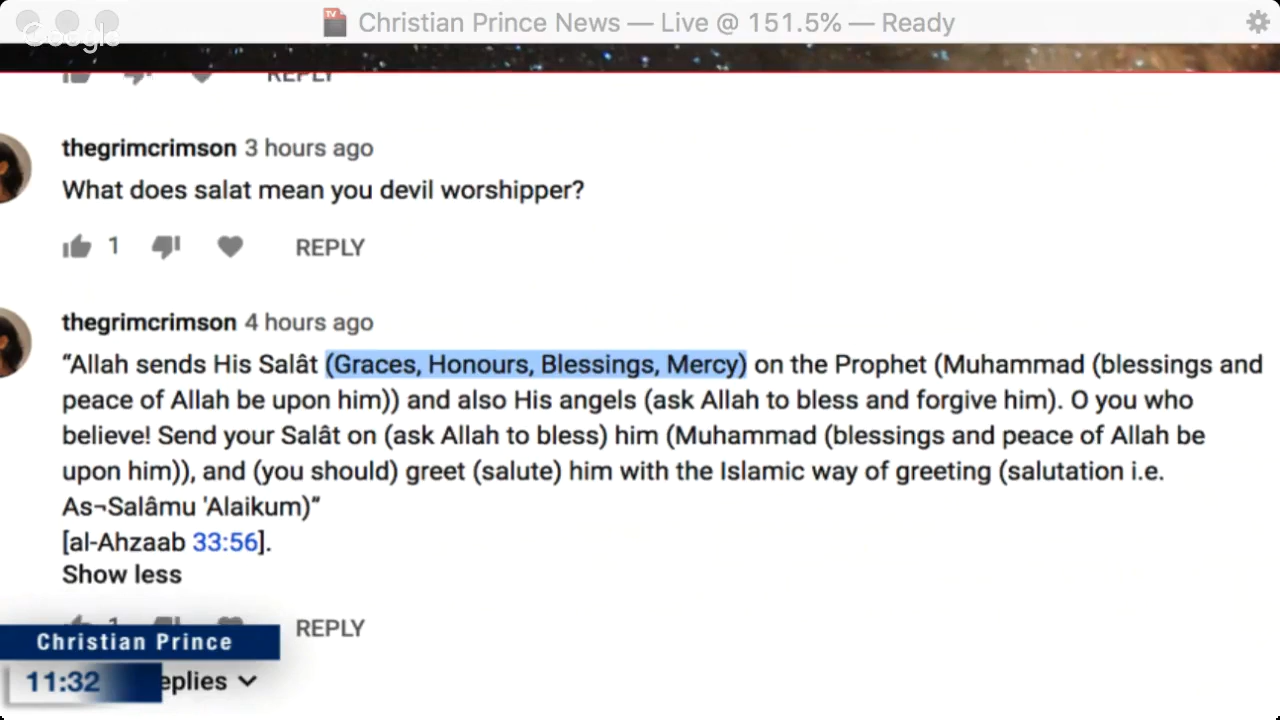 Google
TV
Christian Prince News — Live @ 151.5% — Ready
REPLY
thegrimcrimson 3 hours ago
What does salat mean you devil worshipper?
1 REPLY
thegrimcrimson 4 hours ago
“Allah sends His Salât (Graces, Honours, Blessings, Mercy) on the Prophet (Muhammad (blessings and
peace of Allah be upon him)) and also His angels (ask Allah to bless and forgive him). O you who
believe! Send your Salât on (ask Allah to bless) him (Muhammad (blessings and peace of Allah be
upon him)), and (you should) greet (salute) him with the Islamic way of greeting (salutation i.e.
As¬Salâmu 'Alaikum)”
[al-Ahzaab 33:56].
Show less
1 REPLY
Christian Prince
11:32
eplies